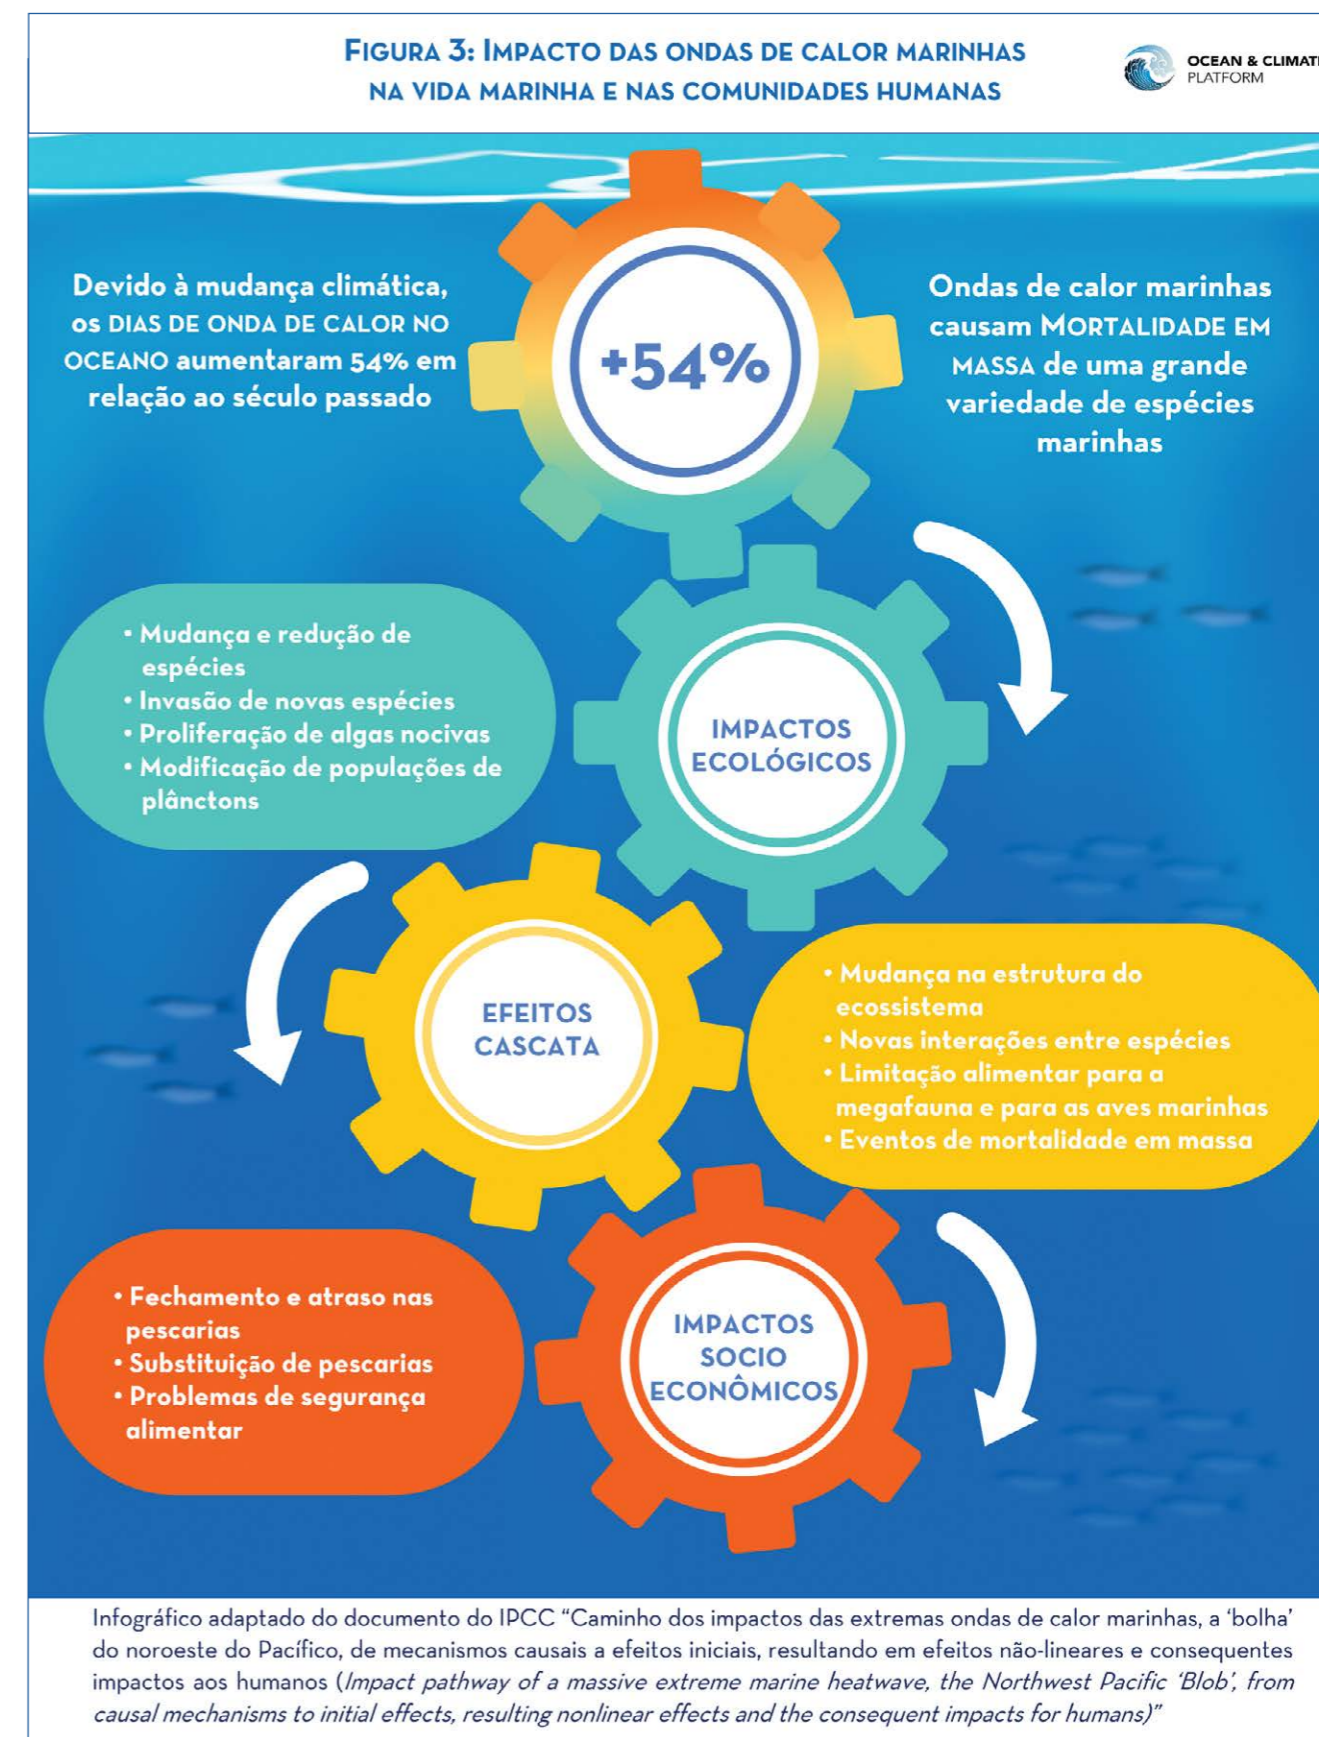 FIGURA 3: IMPACTO DAS ONDAS DE CALOR MARINHAS
NA VIDA MARINHA E NAS COMUNIDADES HUMANAS
OCEAN & CLIMATE
PLATFORM
Devido à mudança climática,
os DIAS DE ONDA DE CALOR NO
OCEANO aumentaram 54% em
relação ao século passado
+54%
Ondas de calor marinhas
causam MORTALIDADE EM
MASSA de uma grande
variedade de espécies
marinhas
• Mudança e redução de
espécies
• Invasão de novas espécies
• Proliferação de algas nocivas
• Modificação de populações de
plânctons
IMPACTOS
ECOLÓGICOS
EFEITOS
CASCATA
• Mudança na estrutura do
ecossistema
• Novas interações entre espécies
• Limitação alimentar para a
megafauna e para as aves marinhas
• Eventos de mortalidade em massa
• Fechamento e atraso nas
pescarias
• Substituição de pescarias
• Problemas de segurança
alimentar
IMPACTOS
SOCIO
ECONÔMICOS
Infográfico adaptado do documento do IPCC “Caminho dos impactos das extremas ondas de calor marinhas, a ‘bolha’
do noroeste do Pacífico, de mecanismos causais a efeitos iniciais, resultando em efeitos não-lineares e consequentes
impactos aos humanos (Impact pathway of a massive extreme marine heatwave, the Northwest Pacific ‘Blob’, from
causal mechanisms to initial effects, resulting nonlinear effects and the consequent impacts for humans)”